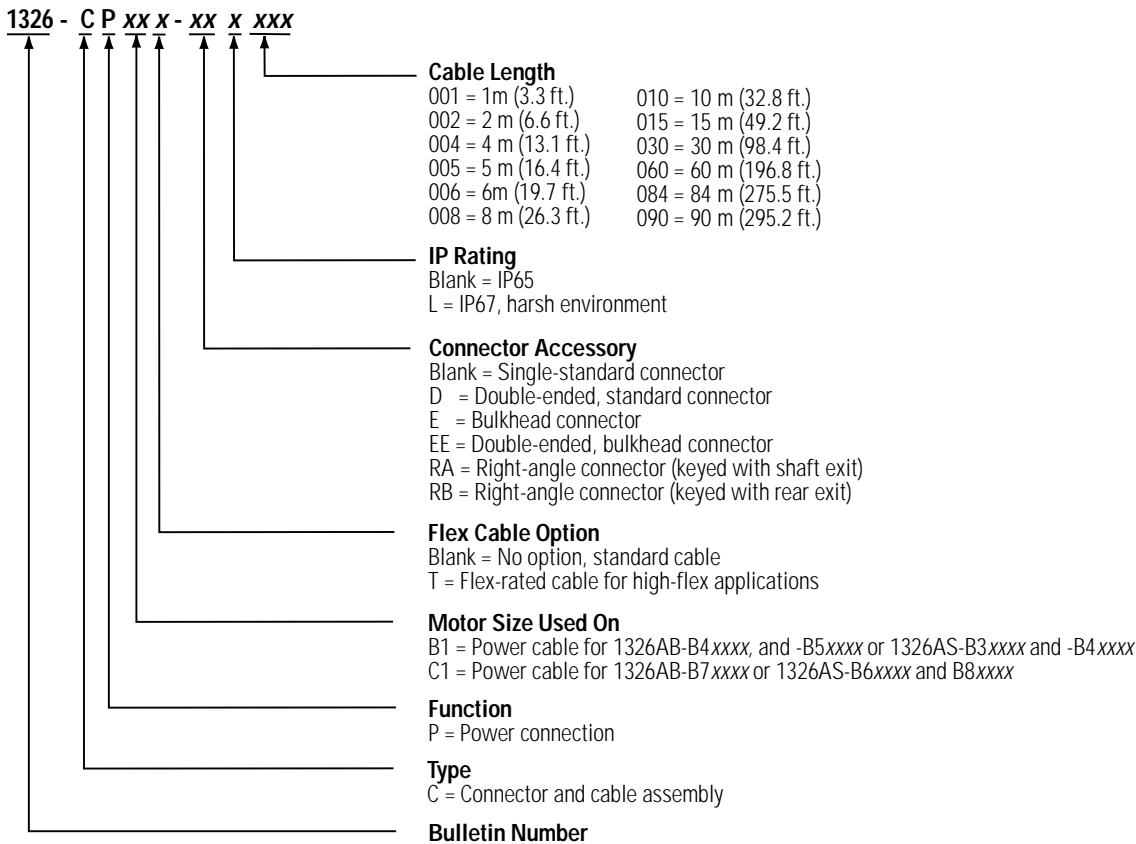 1326 - C P xx x - xx x xxx
Cable Length
001 = 1m (3.3 ft.)
002 = 2 m (6.6 ft.)
004 = 4 m (13.1 ft.)
005 = 5 m (16.4 ft.)
006 = 6m (19.7 ft.)
008 = 8 m (26.3 ft.)
010 = 10 m (32.8 ft.)
015 = 15 m (49.2 ft.)
030 = 30 m (98.4 ft.)
060 = 60 m (196.8 ft.)
084 = 84 m (275.5 ft.)
090 = 90 m (295.2 ft.)
IP Rating
Blank = IP65
L = IP67, harsh environment
Connector Accessory
Blank = Single-standard connector
D = Double-ended, standard connector
E = Bulkhead connector
EE = Double-ended, bulkhead connector
RA = Right-angle connector (keyed with shaft exit)
RB = Right-angle connector (keyed with rear exit)
Flex Cable Option
Blank = No option, standard cable
T = Flex-rated cable for high-flex applications
Motor Size Used On
B1 = Power cable for 1326AB-B4xxxx, and -B5xxxx or 1326AS-B3xxxx and -B4xxxx
C1 = Power cable for 1326AB-B7xxxx or 1326AS-B6xxxx and B8xxxx
Function
P = Power connection
Type
C = Connector and cable assembly
Bulletin Number